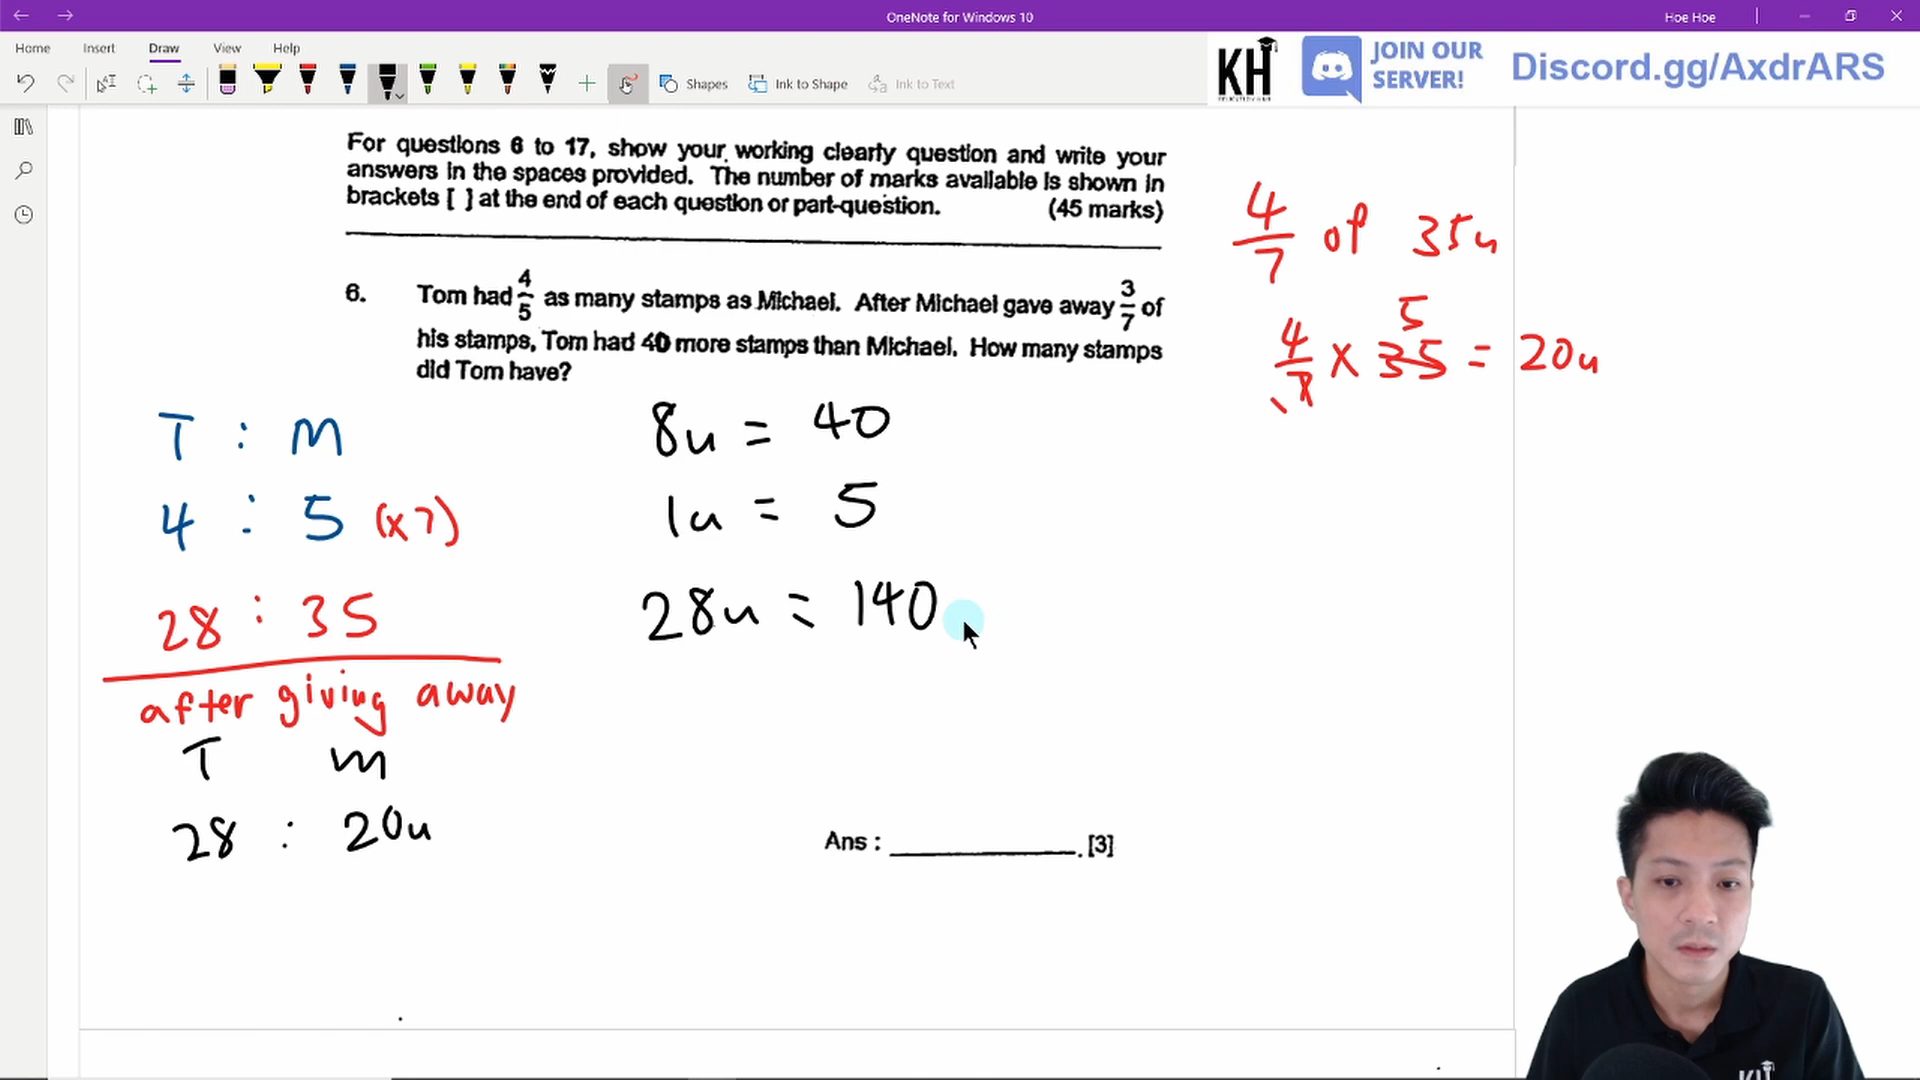 OneNote for Windows 10
Hoe Hoe
Home Insert Draw View Help
Shapes
Ink to Shape
Ink to Text
KH
JOIN OUR
SERVER!
Discord.gg/AxdrARS
For questions 6 to 17, show your working clearly question and write your
answers in the spaces provided. The number of marks available is shown in
brackets [ ] at the end of each question or part-question. (45 marks)
6. Tom had 4/5 as many stamps as Michael. After Michael gave away 3/7 of
his stamps, Tom had 40 more stamps than Michael. How many stamps
did Tom have?
4/7 of 35u
5
4/7 x 35 = 20u
T : M
4 : 5 (x7)
28 : 35
after giving away
T m
28 : 20u
8u = 40
1u = 5
28u = 140
Ans : ____________. [3]
KH